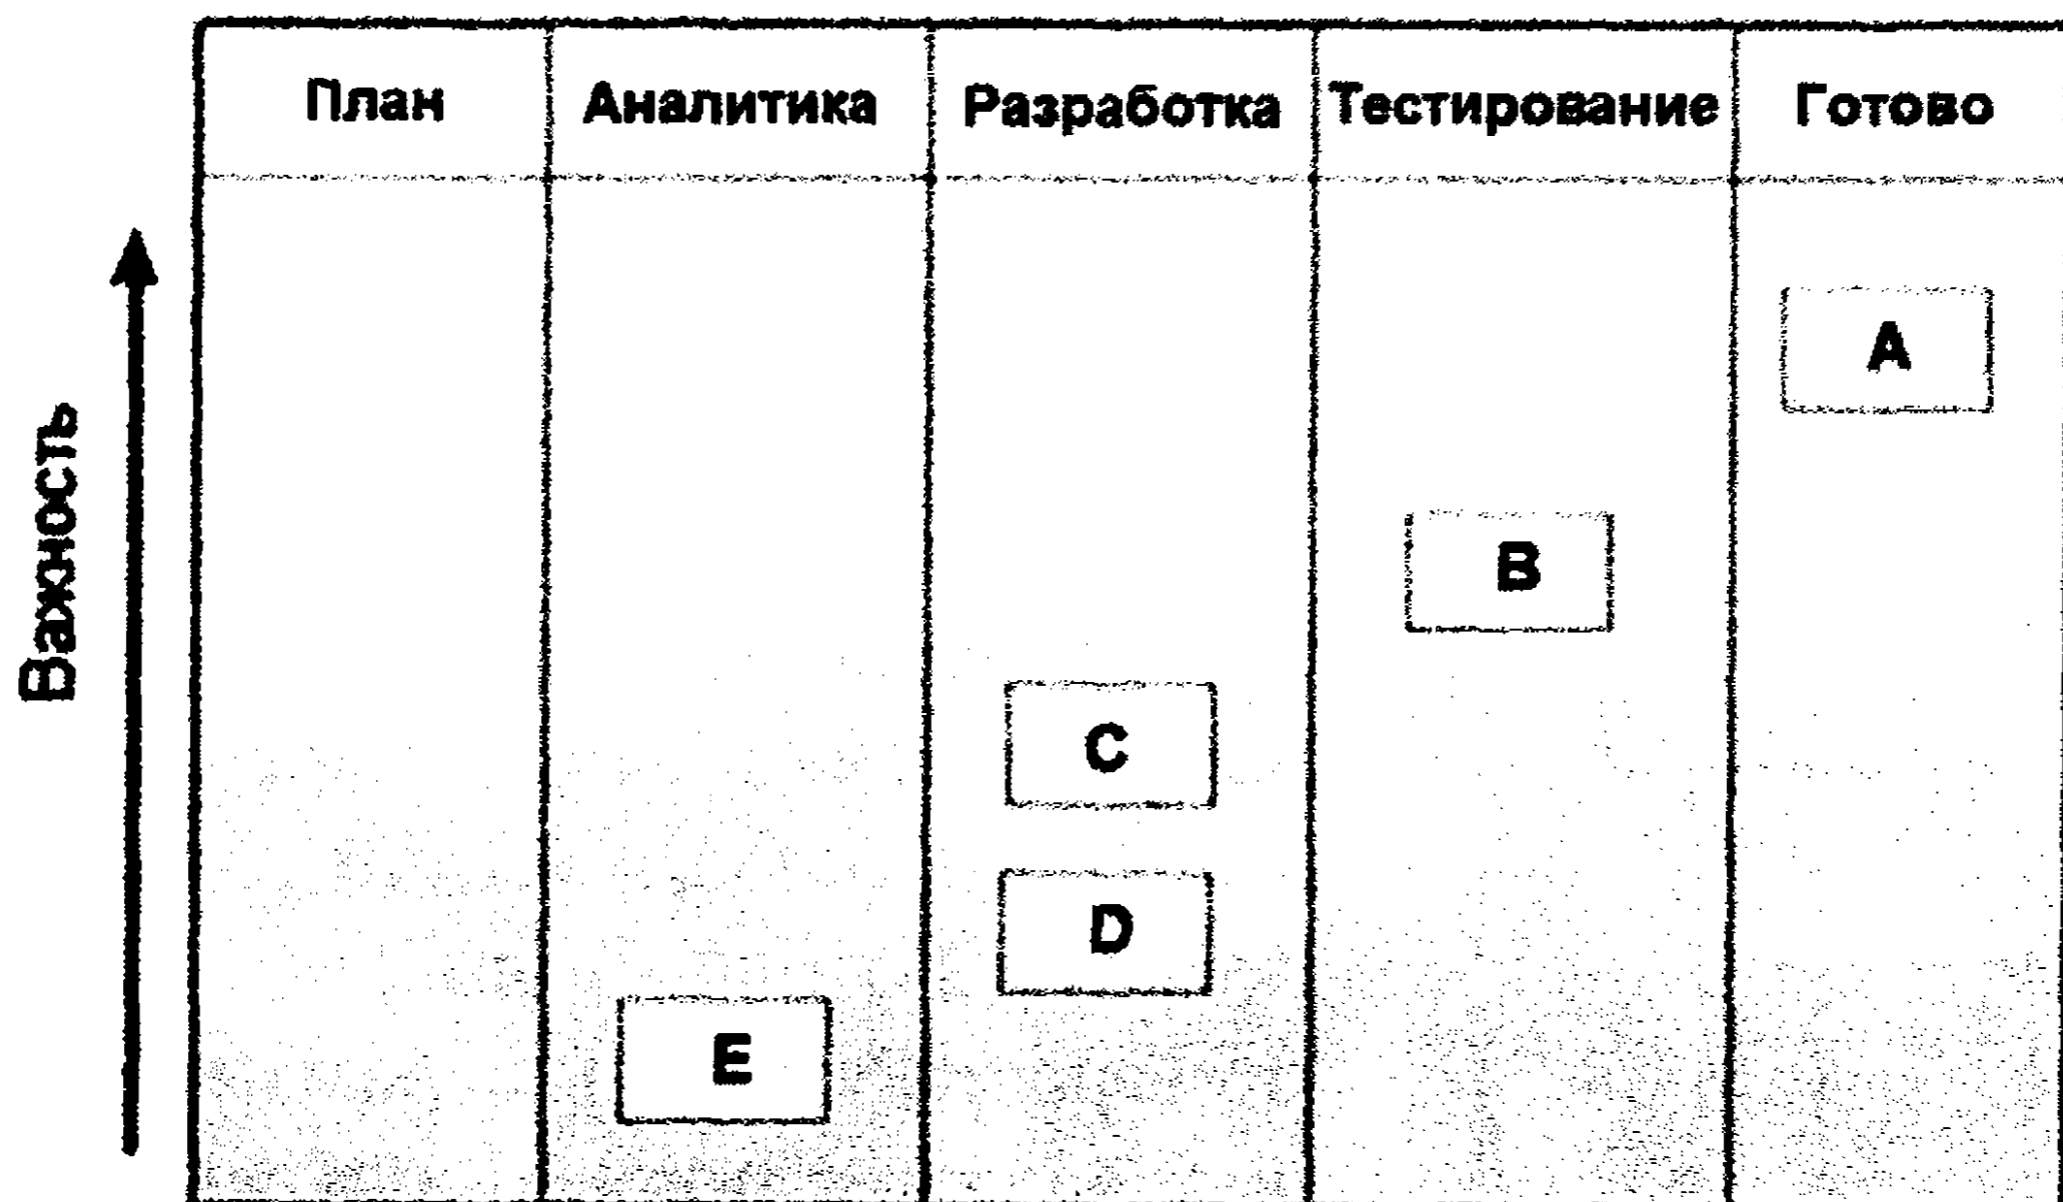 План Аналитика Разработка Тестирование Готово
Важность
A
B
C
D
E